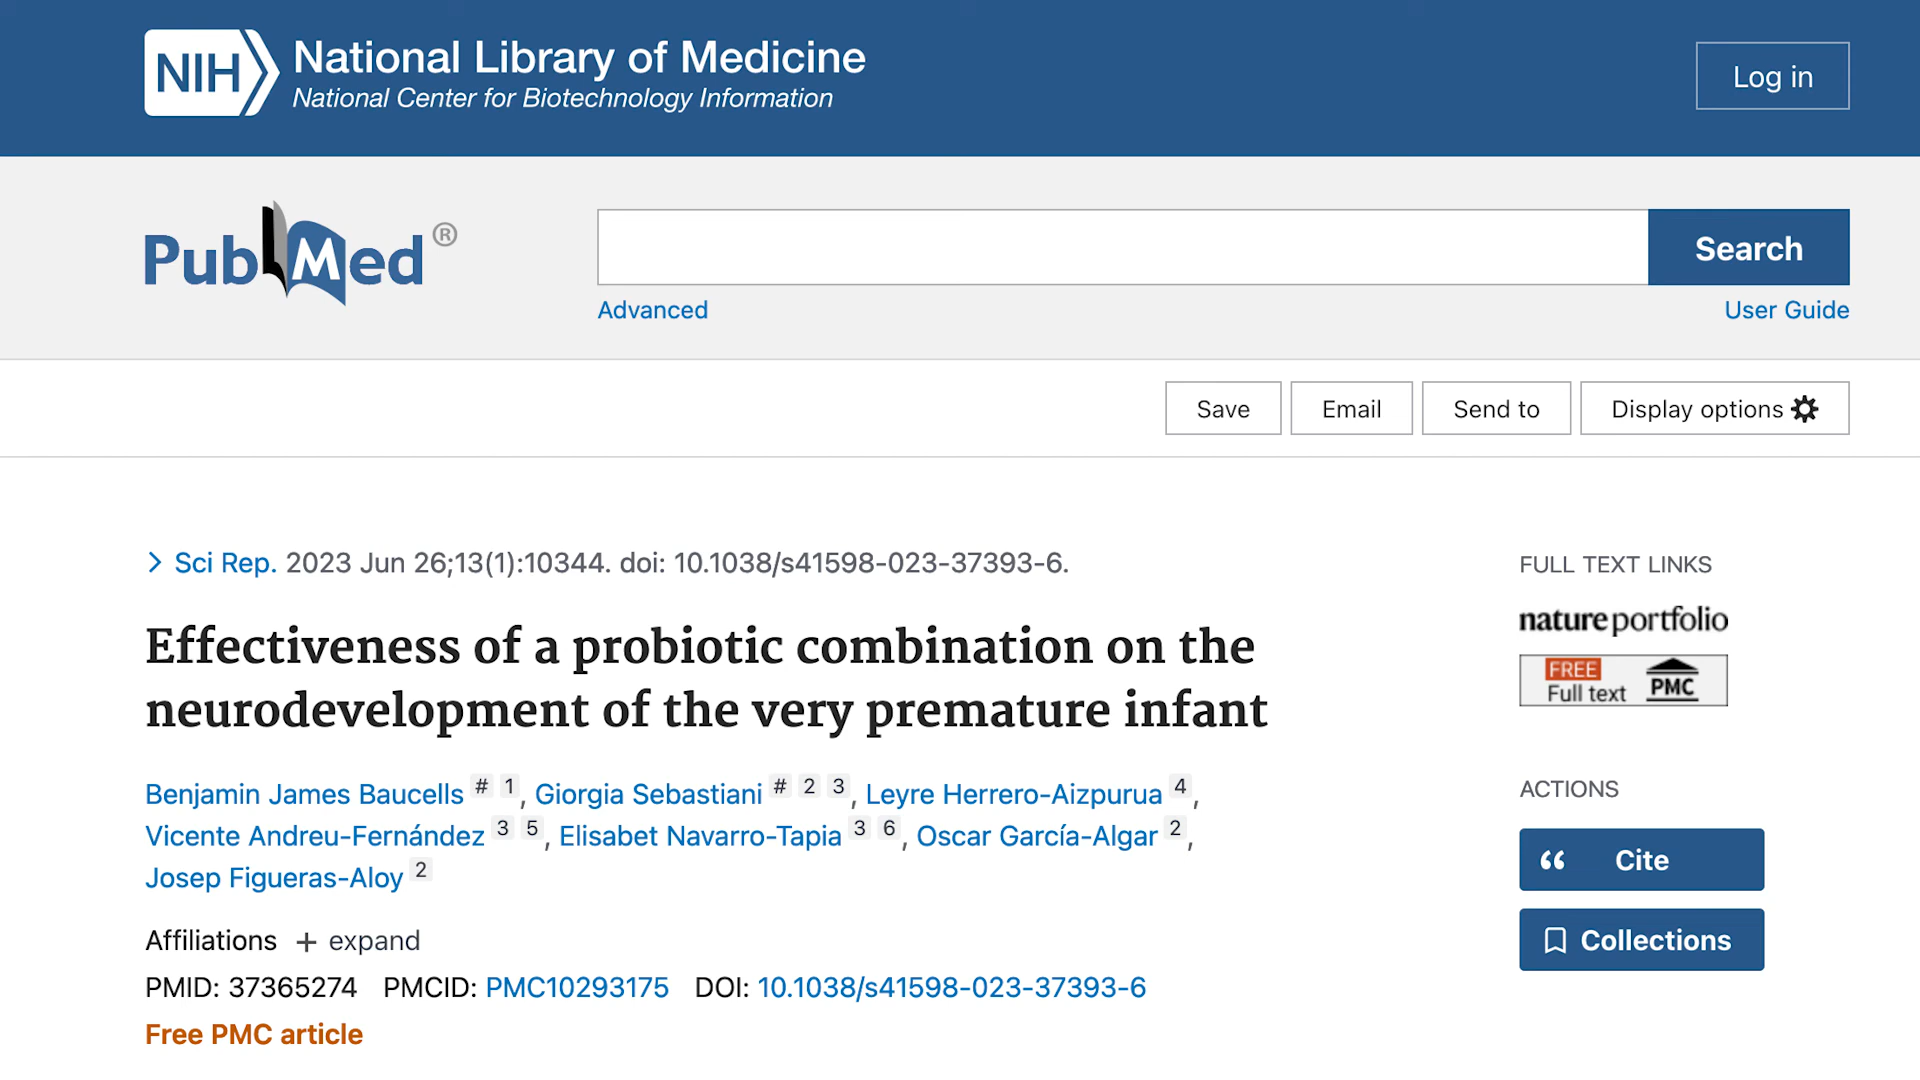 NIH National Library of Medicine
National Center for Biotechnology Information
Log in
PubMed®
Search
Advanced
User Guide
Save
Email
Send to
Display options
> Sci Rep. 2023 Jun 26;13(1):10344. doi: 10.1038/s41598-023-37393-6.
Effectiveness of a probiotic combination on the
neurodevelopment of the very premature infant
Benjamin James Baucells # 1, Giorgia Sebastiani # 2 3, Leyre Herrero-Aizpurua 4,
Vicente Andreu-Fernández 3 5, Elisabet Navarro-Tapia 3 6, Oscar García-Algar 2,
Josep Figueras-Aloy 2
Affiliations + expand
PMID: 37365274 PMCID: PMC10293175 DOI: 10.1038/s41598-023-37393-6
Free PMC article
FULL TEXT LINKS
nature portfolio
FREE
Full text PMC
ACTIONS
Cite
Collections